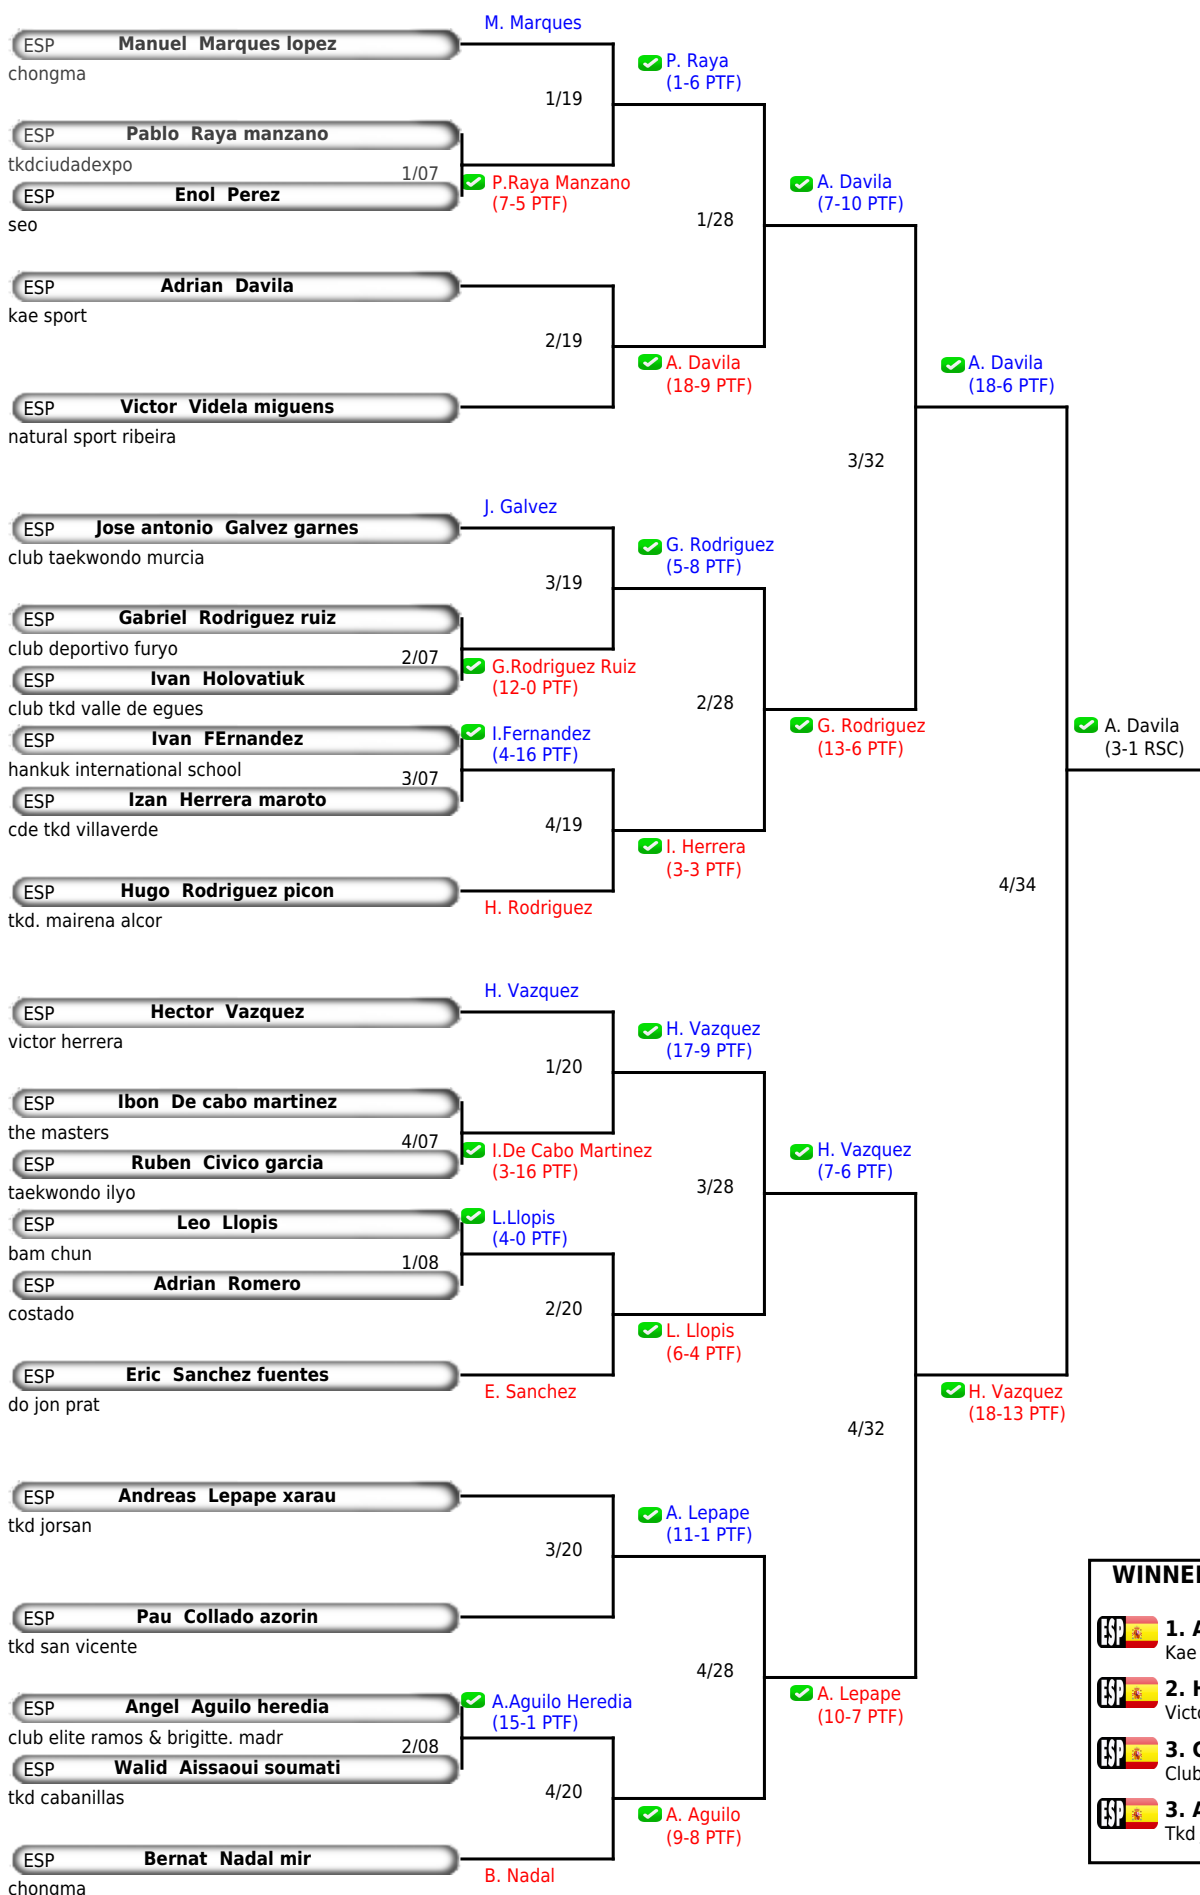 M. Marques
ESP Manuel Marques lopez
chongma
P. Raya
(1-6 PTF)
1/19
ESP Pablo Raya manzano
tkdciudadexpo
1/07
P.Raya Manzano
(7-5 PTF)
ESP Enol Perez
seo
A. Davila
(7-10 PTF)
1/28
ESP Adrian Davila
kae sport
2/19
A. Davila
(18-9 PTF)
A. Davila
(18-6 PTF)
ESP Victor Videla miguens
natural sport ribeira
3/32
J. Galvez
ESP Jose antonio Galvez garnes
club taekwondo murcia
G. Rodriguez
(5-8 PTF)
3/19
ESP Gabriel Rodriguez ruiz
club deportivo furyo
2/07
G.Rodriguez Ruiz
(12-0 PTF)
ESP Ivan Holovatiuk
club tkd valle de egues
2/28
ESP Ivan FErnandez
I.Fernandez
(4-16 PTF)
G. Rodriguez
(13-6 PTF)
A. Davila
(3-1 RSC)
hankuk international school
3/07
ESP Izan Herrera maroto
cde tkd villaverde
4/19
I. Herrera
(3-3 PTF)
ESP Hugo Rodriguez picon
tkd. mairena alcor
H. Rodriguez
4/34
H. Vazquez
ESP Hector Vazquez
victor herrera
H. Vazquez
(17-9 PTF)
1/20
ESP Ibon De cabo martinez
the masters
4/07
I.De Cabo Martinez
(3-16 PTF)
ESP Ruben Civico garcia
taekwondo ilyo
H. Vazquez
(7-6 PTF)
3/28
ESP Leo Llopis
L.Llopis
(4-0 PTF)
bam chun
1/08
ESP Adrian Romero
costado
2/20
L. Llopis
(6-4 PTF)
ESP Eric Sanchez fuentes
do jon prat
E. Sanchez
H. Vazquez
(18-13 PTF)
4/32
ESP Andreas Lepape xarau
tkd jorsan
A. Lepape
(11-1 PTF)
3/20
ESP Pau Collado azorin
tkd san vicente
4/28
ESP Angel Aguilo heredia
A.Aguilo Heredia
(15-1 PTF)
A. Lepape
(10-7 PTF)
club elite ramos & brigitte. madr
2/08
ESP Walid Aissaoui soumati
tkd cabanillas
4/20
A. Aguilo
(9-8 PTF)
ESP Bernat Nadal mir
chongma
B. Nadal
ESP 1. A
Kae
ESP 2. H
ESP 3.
Club
ESP 3. A
Tkd